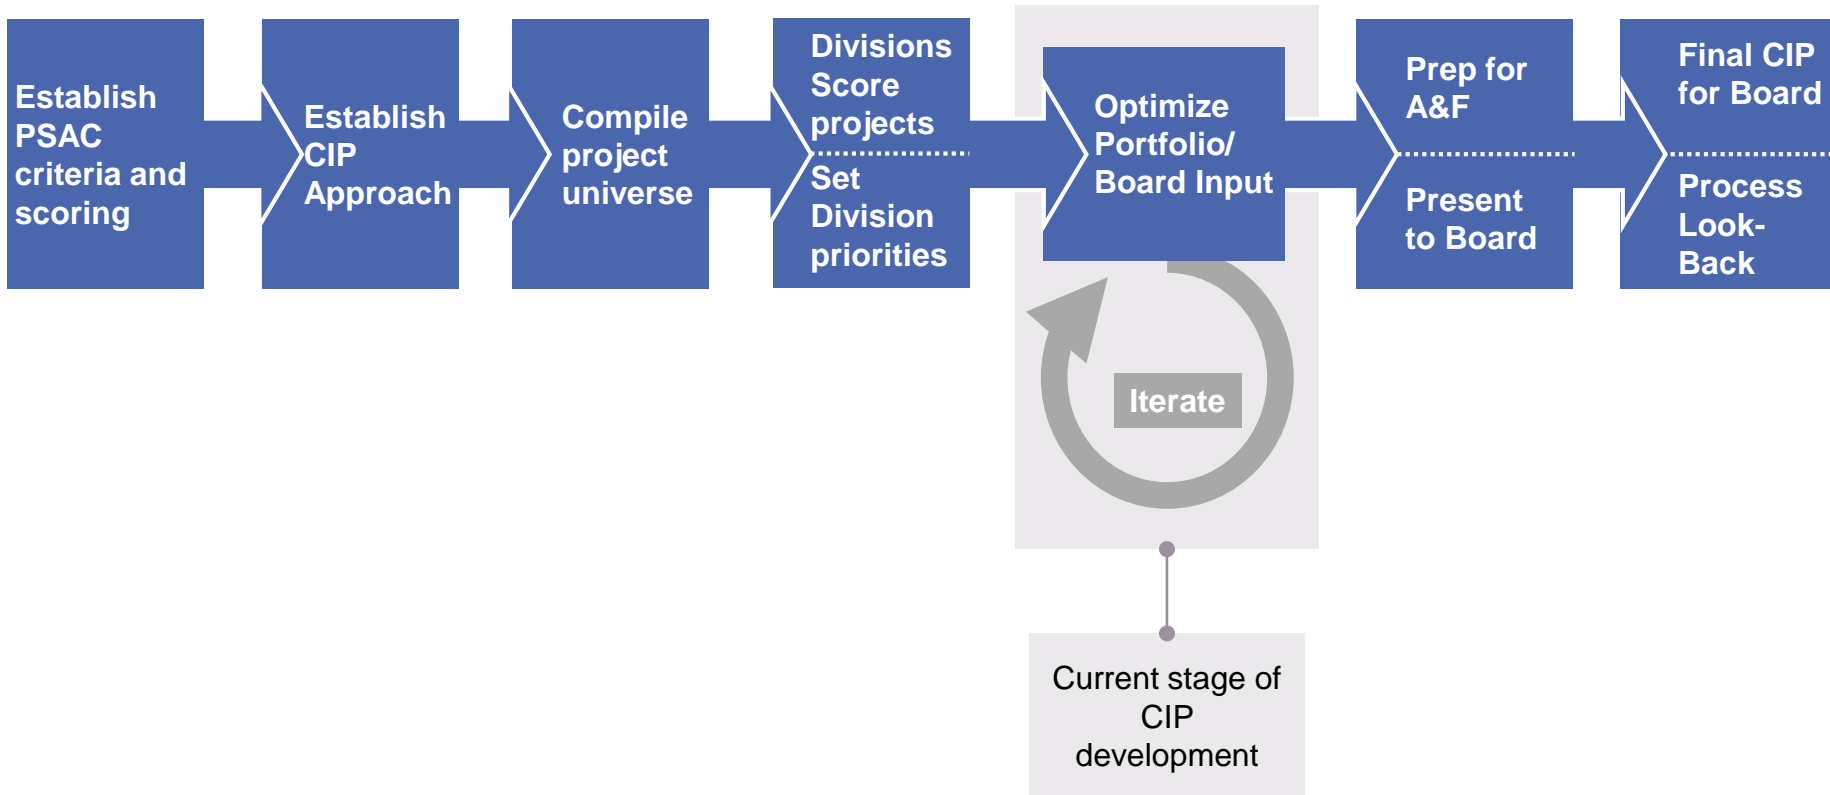 Establish
PSAC
criteria and
scoring
Establish
CIP
Approach
Compile
project
universe
Divisions
Score
projects
Set
Division
priorities
Optimize
Portfolio/
Board Input
Prep for
A&F
Present
to Board
Final CIP
for Board
Process
Look-
Back
Iterate
Current stage of
CIP
development